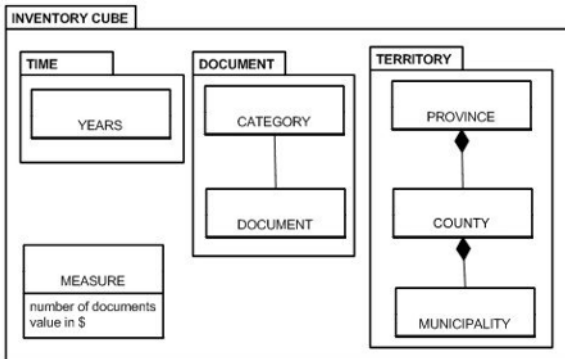 INVENTORY CUBE
TIME
YEARS
DOCUMENT
CATEGORY
DOCUMENT
TERRITORY
PROVINCE
COUNTY
MUNICIPALITY
MEASURE
number of documents
value in $